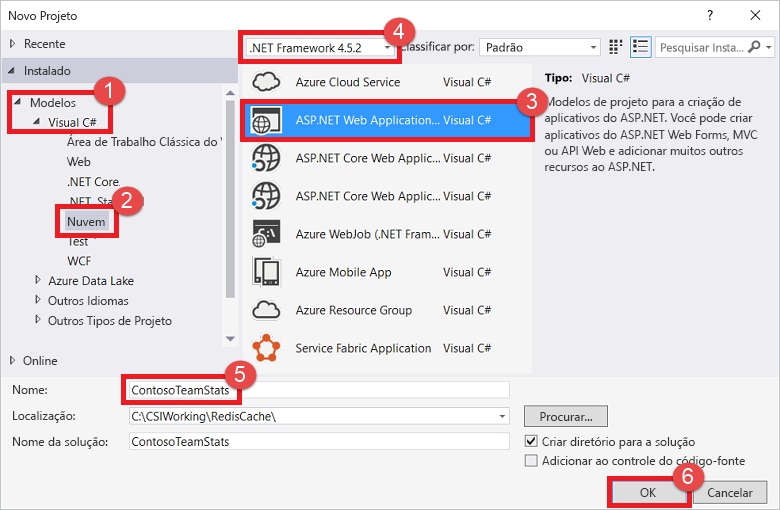 Novo Projeto
? ×
Recente
.NET Framework 4.5.2 Classificar por: Padrão
Pesquisar Insta...
4
Instalado
1
Modelos
Visual C#
Área de Trabalho Clássica do
Web
.NET Core
.NET
2
Nuvem
Test
WCF
Azure Data Lake
Outros Idiomas
Outros Tipos de Projeto
Online
Azure Cloud Service Visual C#
3
ASP.NET Web Application... Visual C#
ASP.NET Core Web Applic... Visual C#
ASP.NET Core Web Applic... Visual C#
Azure WebJob (.NET Fram... Visual C#
Azure Mobile App Visual C#
Azure Resource Group Visual C#
Service Fabric Application Visual C#
Tipo: Visual C#
Modelos de projeto para a criação de
aplicativos do ASP.NET. Você pode criar
aplicativos do ASP.NET Web Forms, MVC
ou API Web e adicionar muitos outros
recursos ao ASP.NET.
5
Nome: ContosoTeamStats
Localização: C:\CSIWorking\RedisCache\
Procurar...
Nome da solução: ContosoTeamStats
Criar diretório para a solução
Adicionar ao controle do código-fonte
6
OK
Cancelar